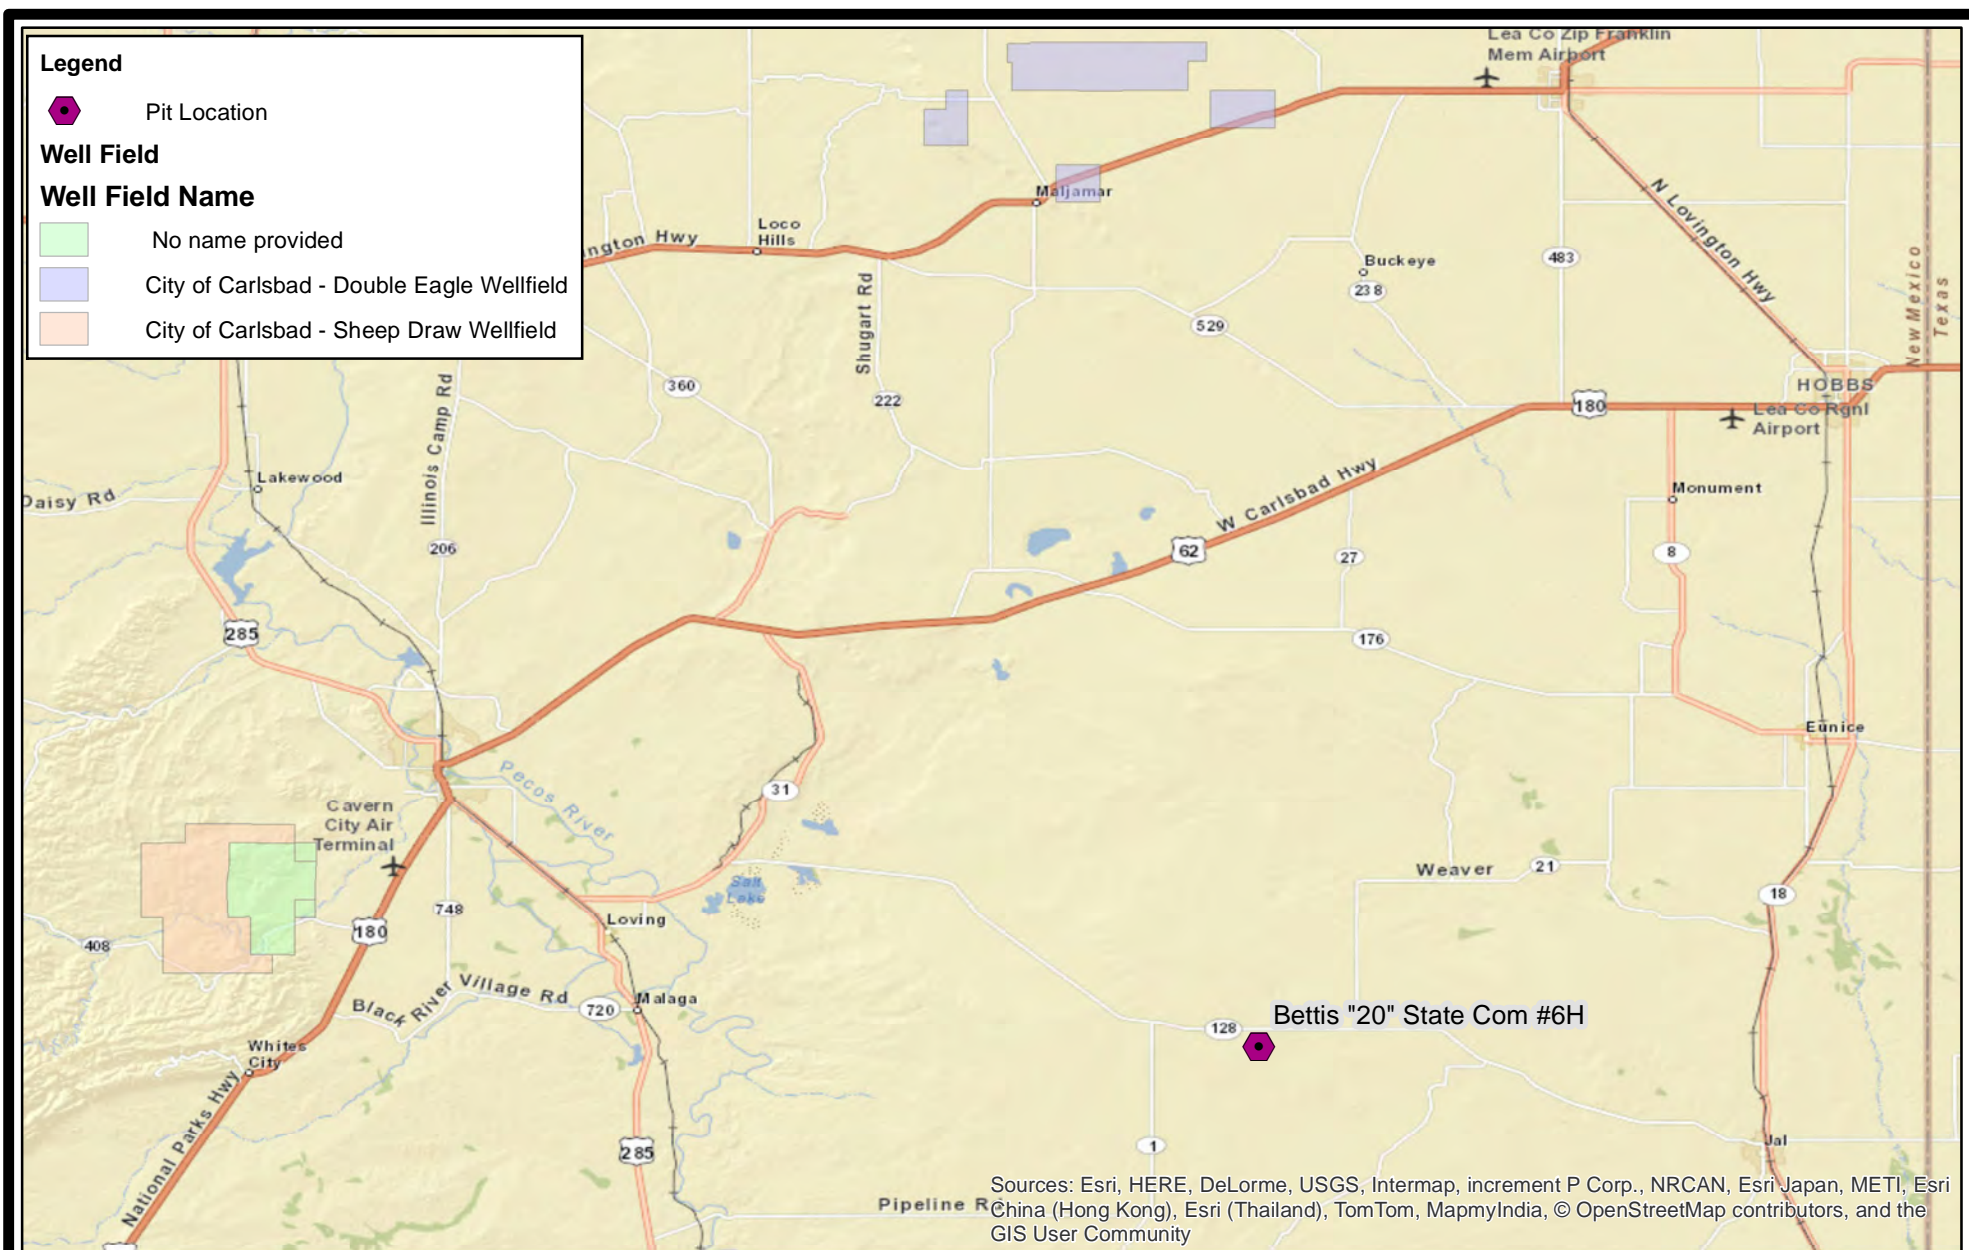 Legend
Pit Location
Well Field
Well Field Name
No name provided
City of Carlsbad - Double Eagle Wellfield
City of Carlsbad - Sheep Draw Wellfield
Lea Co Zip Franklin
Mem Airport
Maljamar
Loco
Hills
ington Hwy
N Lovington Hwy
Buckeye
238
483
529
New Mexico
Texas
Shugart Rd
222
360
Illinois Camp Rd
206
180
HOBBS
Lea Co Rgnl
Airport
Lakewood
Daisy Rd
W Carlsbad Hwy
62
27
Monument
8
176
285
Eunice
Pecos River
31
Cavern
City Air
Terminal
Salt
Lake
Weaver
21
18
748
180
408
Loving
Black River Village Rd
720
Malaga
Whites
City
National Parks Hwy
128
Bettis "20" State Com #6H
1
285
Jal
Pipeline Rd
Sources: Esri, HERE, DeLorme, USGS, Intermap, increment P Corp., NRCAN, Esri Japan, METI, Esri
China (Hong Kong), Esri (Thailand), TomTom, MapmyIndia, © OpenStreetMap contributors, and the
GIS User Community